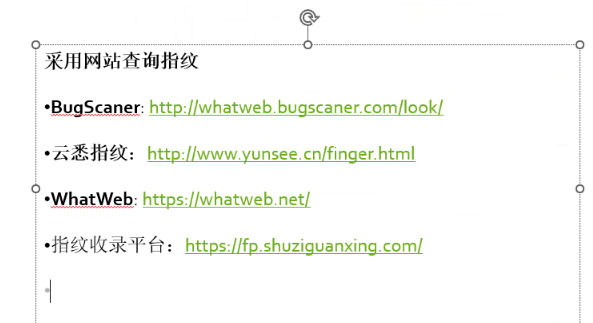 采用网站查询指纹
•BugScaner: http://whatweb.bugscaner.com/look/
•云悉指纹：http://www.yunsee.cn/finger.html
•WhatWeb: https://whatweb.net/
•指纹收录平台：https://fp.shuziguanxing.com/
•